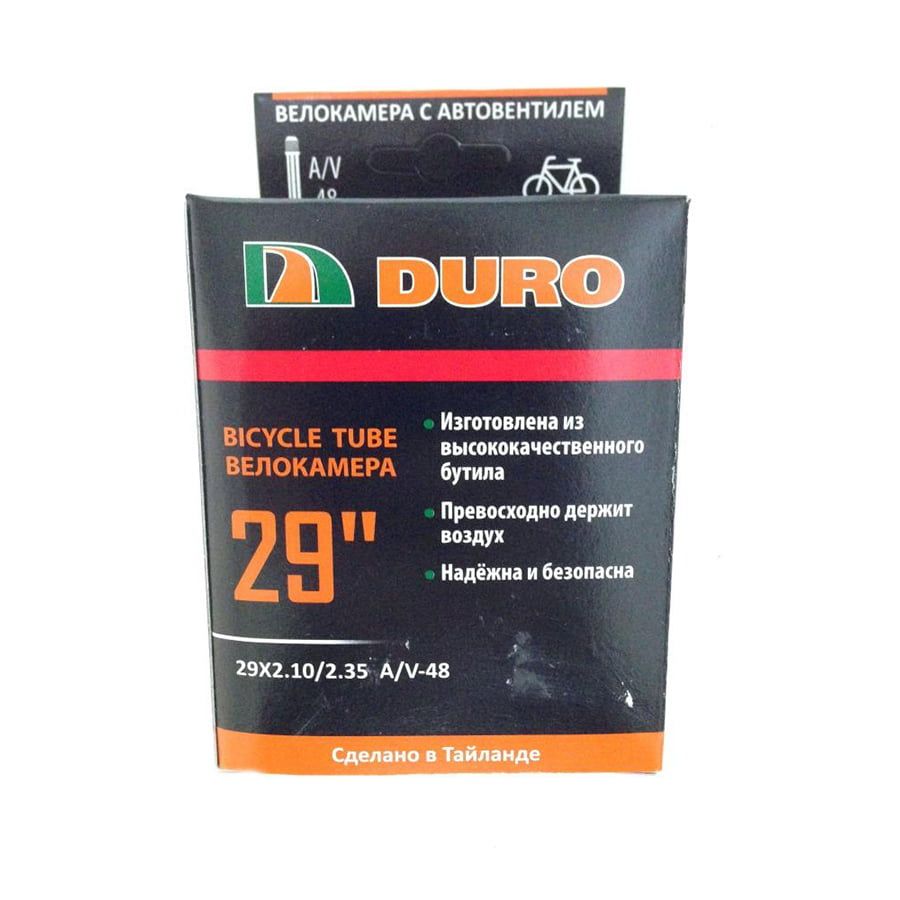 ВЕЛОКАМЕРА С АВТОВЕНТИЛЕМ
A/V
48
DURO
BICYCLE TUBE
ВЕЛОКАМЕРА
29"
• Изготовлена из
высококачественного
бутила
• Превосходно держит
воздух
• Надёжна и безопасна
29X2.10/2.35 A/V-48
Сделано в Тайланде